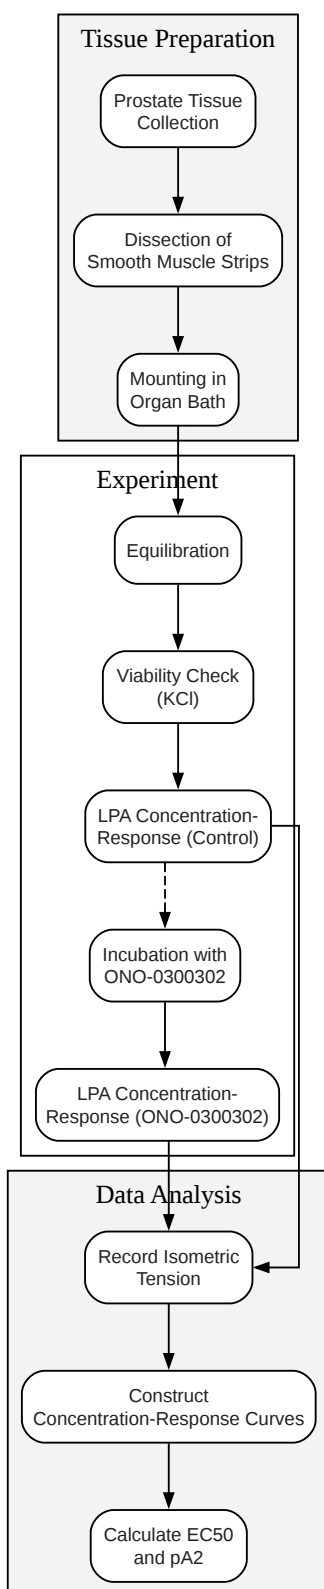 Tissue Preparation
Prostate Tissue
Collection
Dissection of
Smooth Muscle Strips
Mounting in
Organ Bath
Experiment
Equilibration
Viability Check
(KCl)
LPA Concentration-
Response (Control)
Incubation with
ONO-0300302
LPA Concentration-
Response (ONO-0300302)
Data Analysis
Record Isometric
Tension
Construct
Concentration-Response Curves
Calculate EC50
and pA2